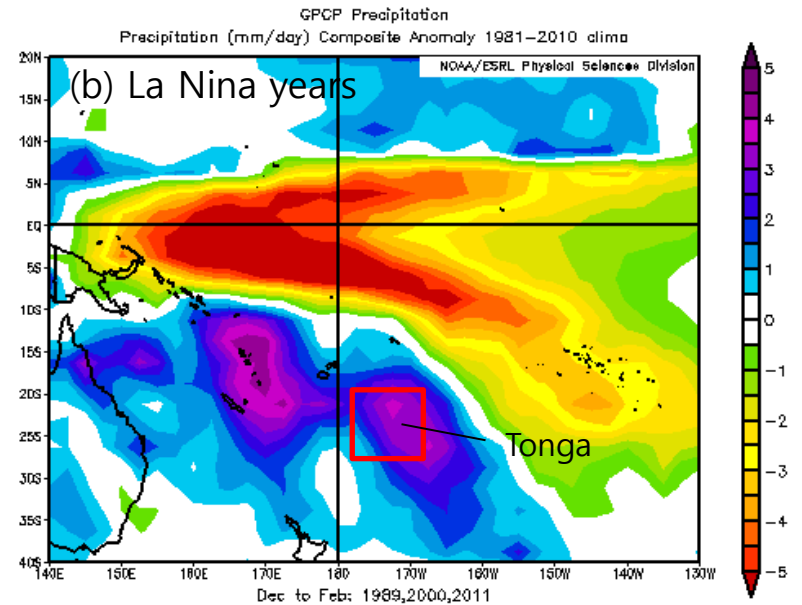 GPCP Precipitation
Precipitation (mm/day) Composite Anomaly 1981-2010 clima
NOAA/ESRL Physical Sciences Division
(b) La Nina years
20N
15N
10N
5N
EQ
5S
10S
15S
20S
25S
30S
35S
40S
Tonga
140E 150E 160E 170E 180 170W 160W 150W 140W 130W
Dec to Feb: 1989,2000,2011
5
4
3
2
1
0
-1
-2
-3
-4
-5